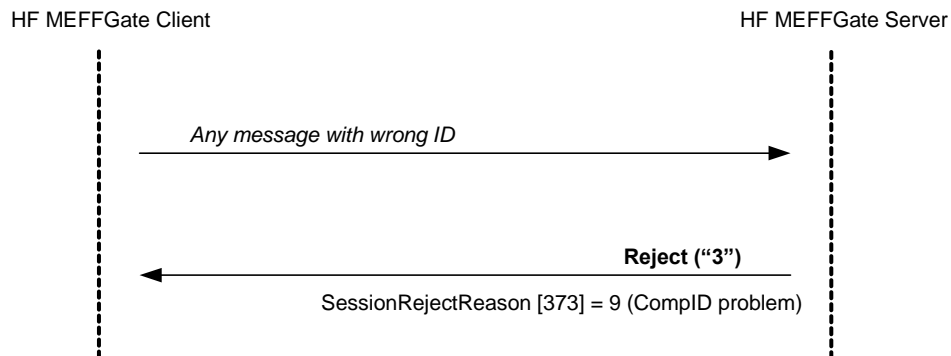 HF MEFFGate Client
HF MEFFGate Server
Any message with wrong ID
Reject (“3”)
SessionRejectReason [373] = 9 (CompID problem)